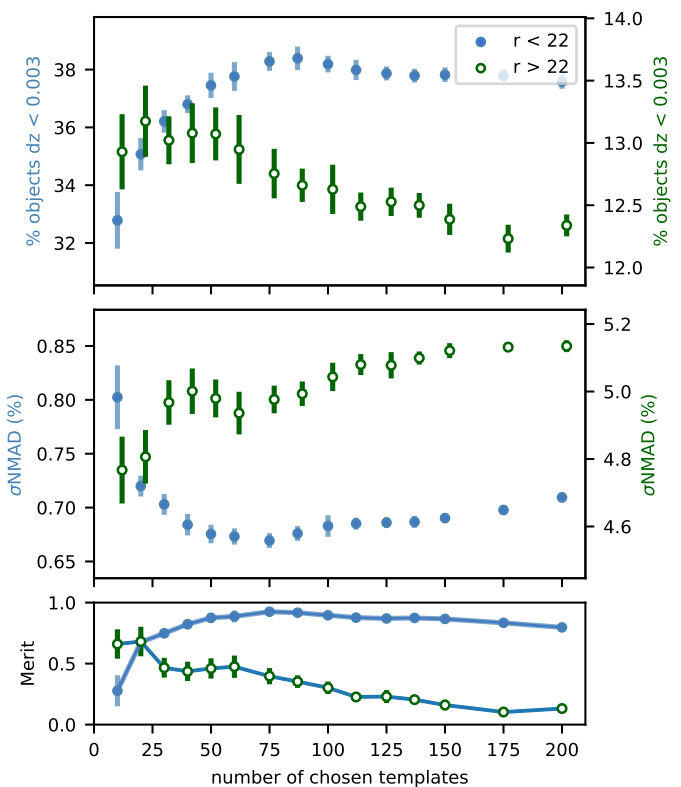 % objects dz < 0.003
38
36
34
32
r < 22
r > 22
14.0
13.5
13.0
12.5
12.0
% objects dz < 0.003
σNMAD (%)
0.85
0.80
0.75
0.70
0.65
5.2
5.0
4.8
4.6
σNMAD (%)
Merit
1.0
0.5
0.0
0 25 50 75 100 125 150 175 200
number of chosen templates